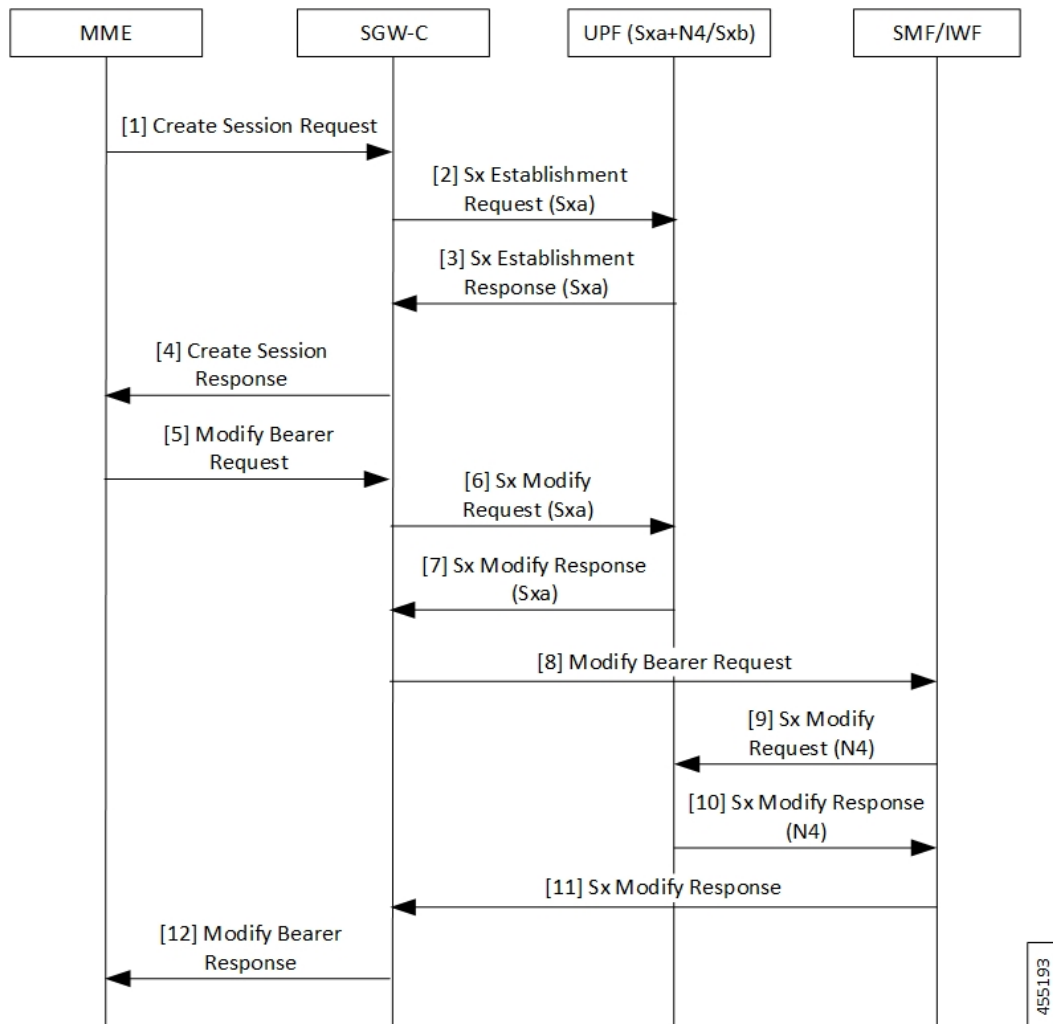 MME
SGW-C
UPF (Sxa+N4/Sxb)
SMF/IWF
[1] Create Session Request
[2] Sx Establishment
Request (Sxa)
[3] Sx Establishment
Response (Sxa)
[4] Create Session
Response
[5] Modify Bearer
Request
[6] Sx Modify
Request (Sxa)
[7] Sx Modify Response
(Sxa)
[8] Modify Bearer Request
[9] Sx Modify
Request (N4)
[10] Sx Modify Response
(N4)
[11] Sx Modify Response
[12] Modify Bearer
Response
455193